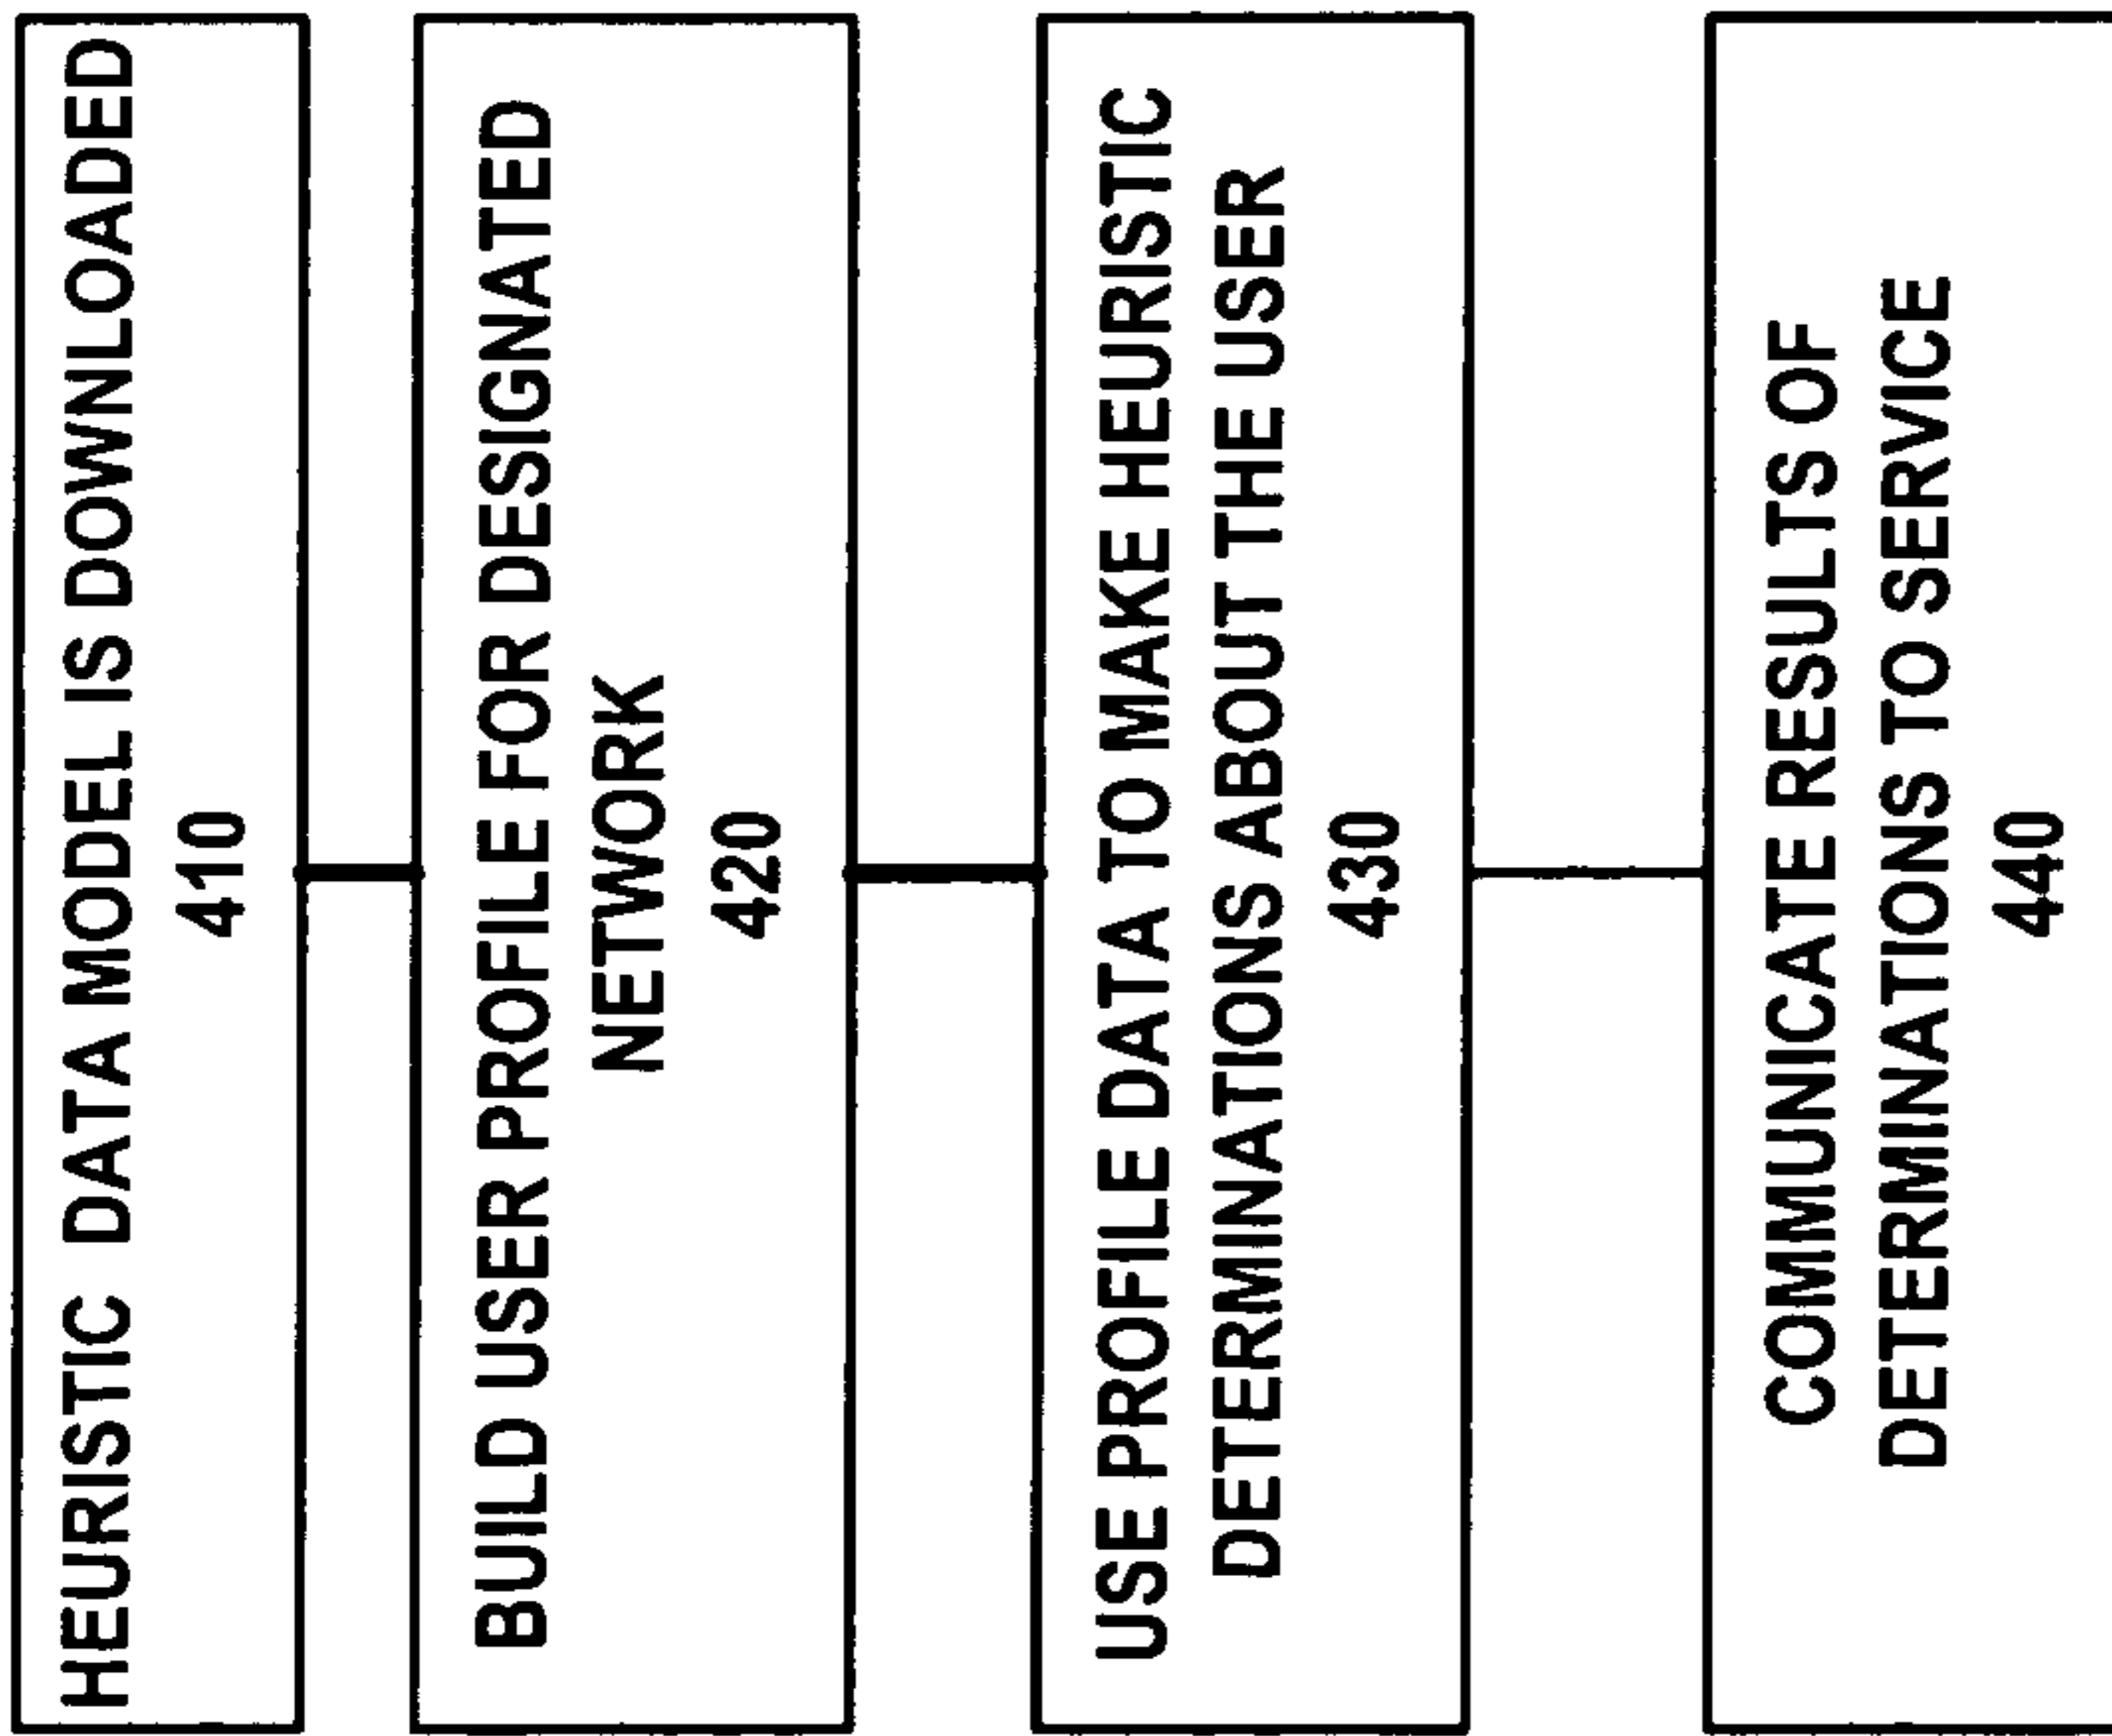 HEURISTIC DATA MODEL IS DOWNLOADED
410
BUILD USER PROFILE FOR DESIGNATED
NETWORK
420
USE PROFILE DATA TO MAKE HEURISTIC
DETERMINATIONS ABOUT THE USER
430
COMMUNICATE RESULTS OF
DETERMINATIONS TO SERVICE
440